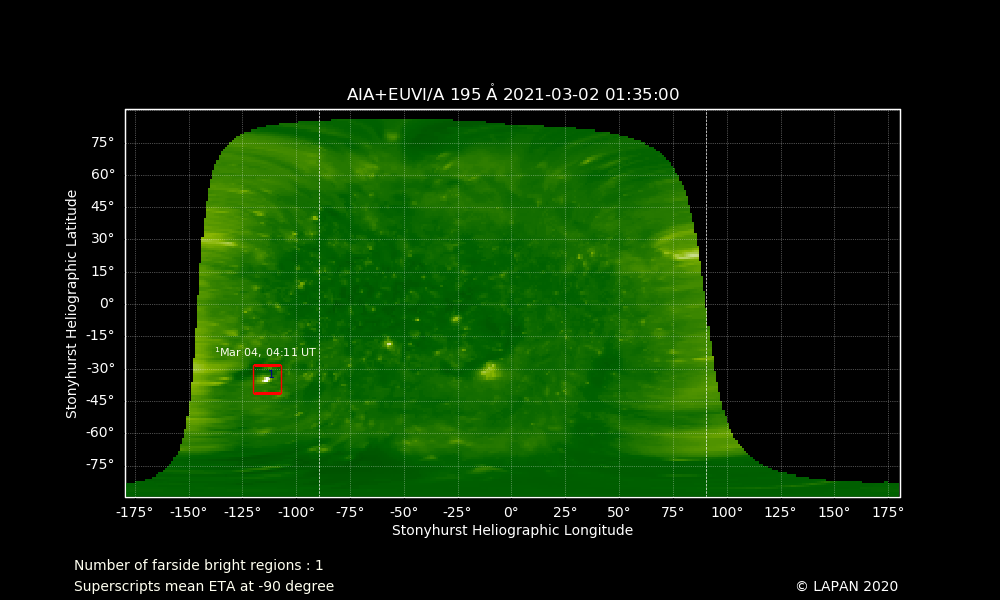 AIA+EUVI/A 195 Å 2021-03-02 01:35:00
75°
60°
45°
30°
15°
0°
-15°
-30°
-45°
-60°
-75°
Stonyhurst Heliographic Latitude
¹Mar 04, 04:11 UT
1
-175° -150° -125° -100° -75° -50° -25° 0° 25° 50° 75° 100° 125° 150° 175°
Stonyhurst Heliographic Longitude
Number of farside bright regions : 1
Superscripts mean ETA at -90 degree
© LAPAN 2020